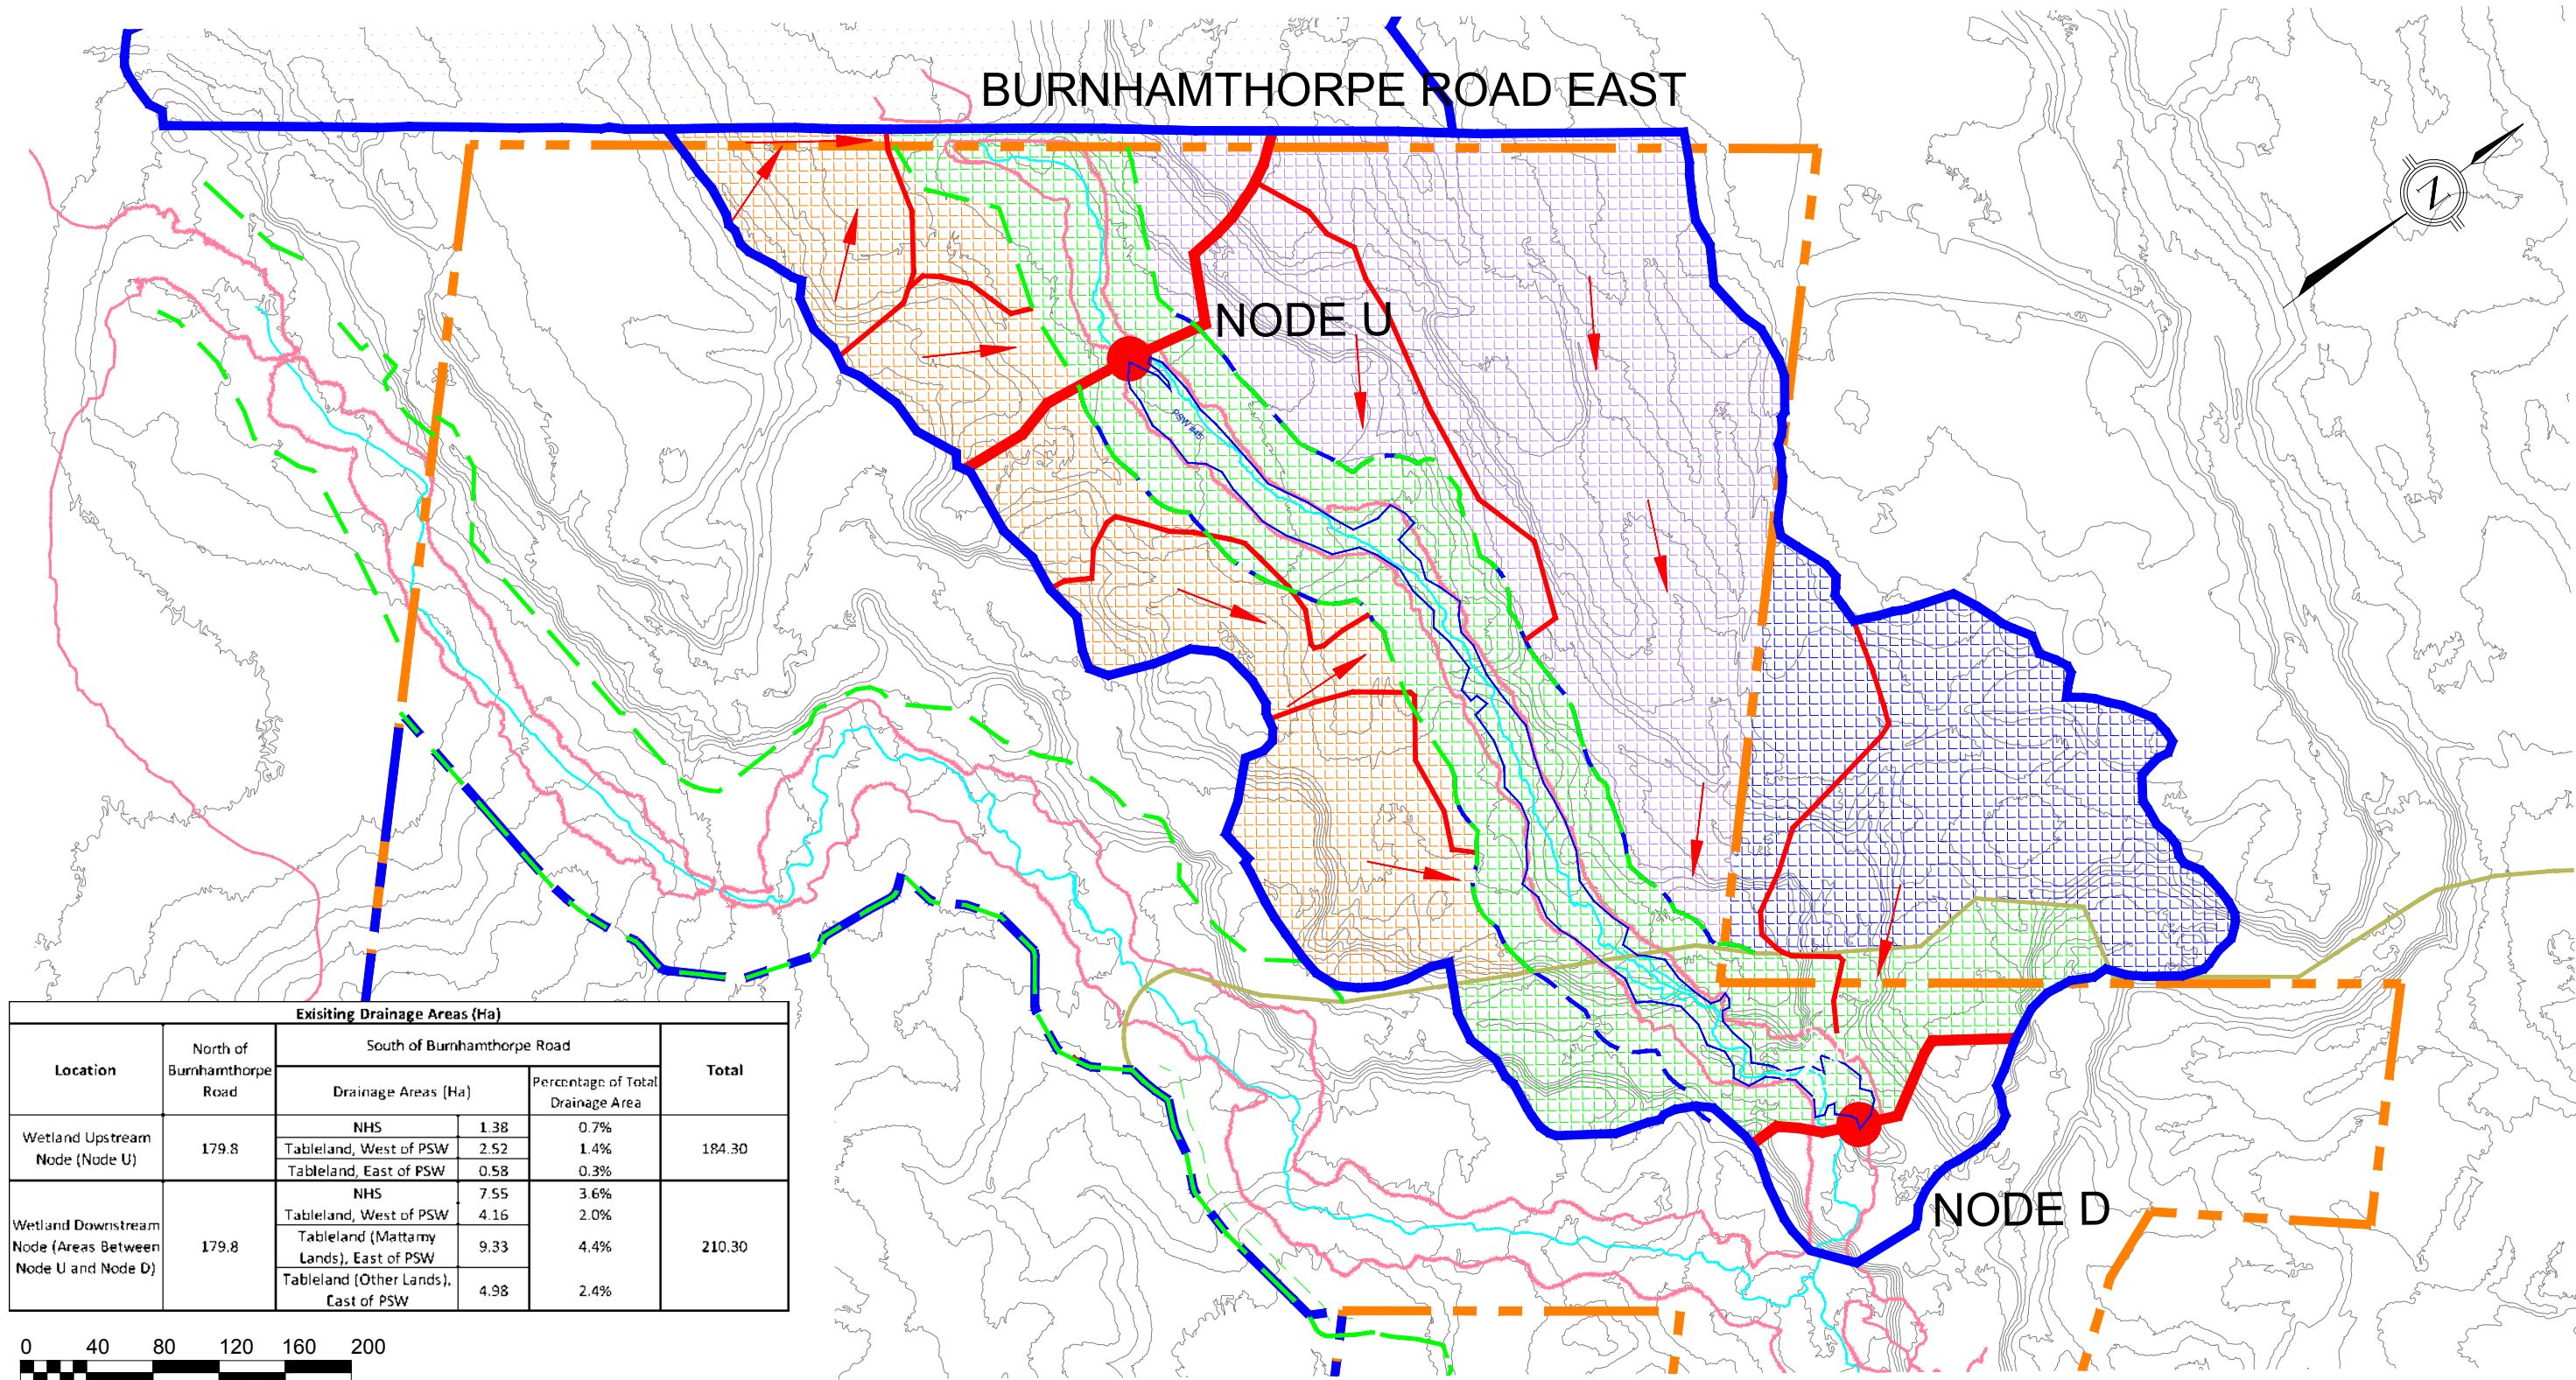 BURNHAMTHORPE ROAD EAST
N
NODE U
PSW #45
NODE D
Exisiting Drainage Areas (Ha)
Location
North of
Burnhamthorpe
Road
South of Burnhamthorpe Road
Total
Drainage Areas (Ha)
Percentage of Total
Drainage Area
Wetland Upstream
Node (Node U)
179.8
NHS 1.38 0.7%
Tableland, West of PSW 2.52 1.4%
Tableland, East of PSW 0.58 0.3%
184.30
Wetland Downstream
Node (Areas Between
Node U and Node D)
179.8
NHS 7.55 3.6%
Tableland, West of PSW 4.16 2.0%
Tableland (Mattamy
Lands), East of PSW 9.33 4.4%
Tableland (Other Lands),
East of PSW 4.98 2.4%
210.30
0 40 80 120 160 200